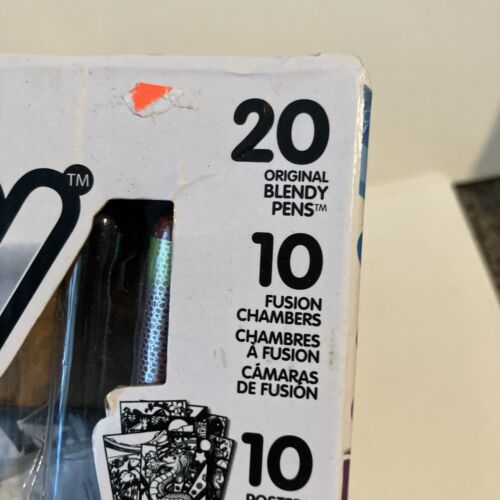 TM
20
ORIGINAL
BLENDY
PENS™
10
FUSION
CHAMBERS
CHAMBRES
À FUSION
CÁMARAS
DE FUSIÓN
10